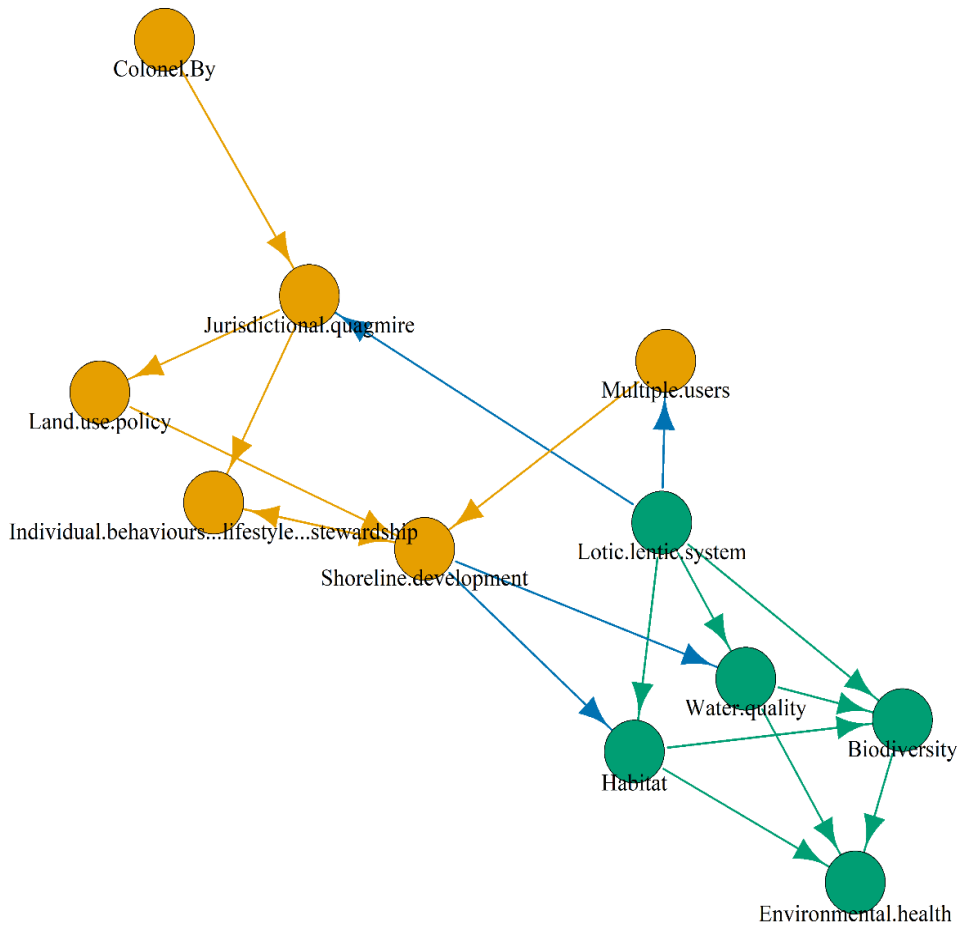 Colonel.By
Jurisdictional.quagmire
Multiple.users
Land.use.policy
Individual.behaviours...lifestyle...stewardship
Lotic.lentic.system
Shoreline.development
Water.quality
Biodiversity
Habitat
Environmental.health